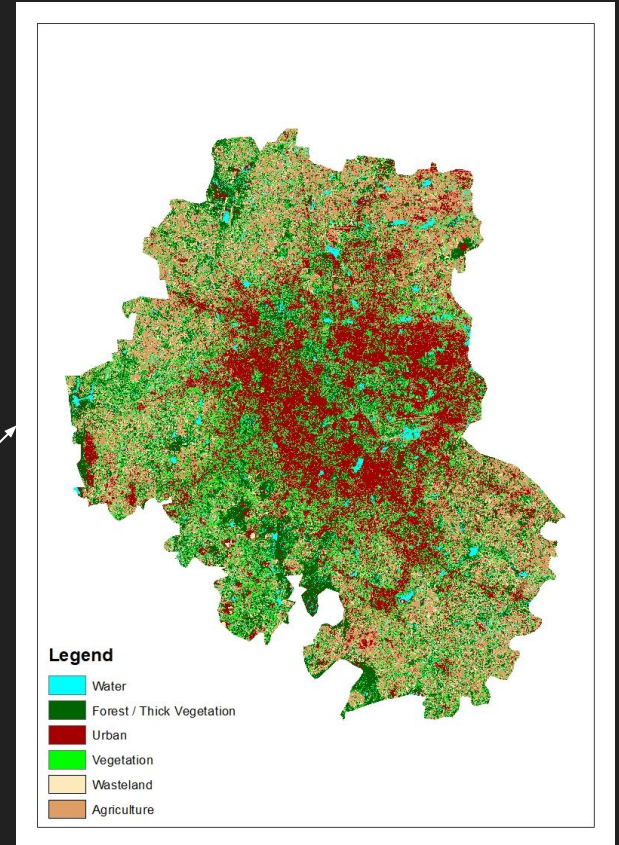 Legend
Water
Forest / Thick Vegetation
Urban
Vegetation
Wasteland
Agriculture